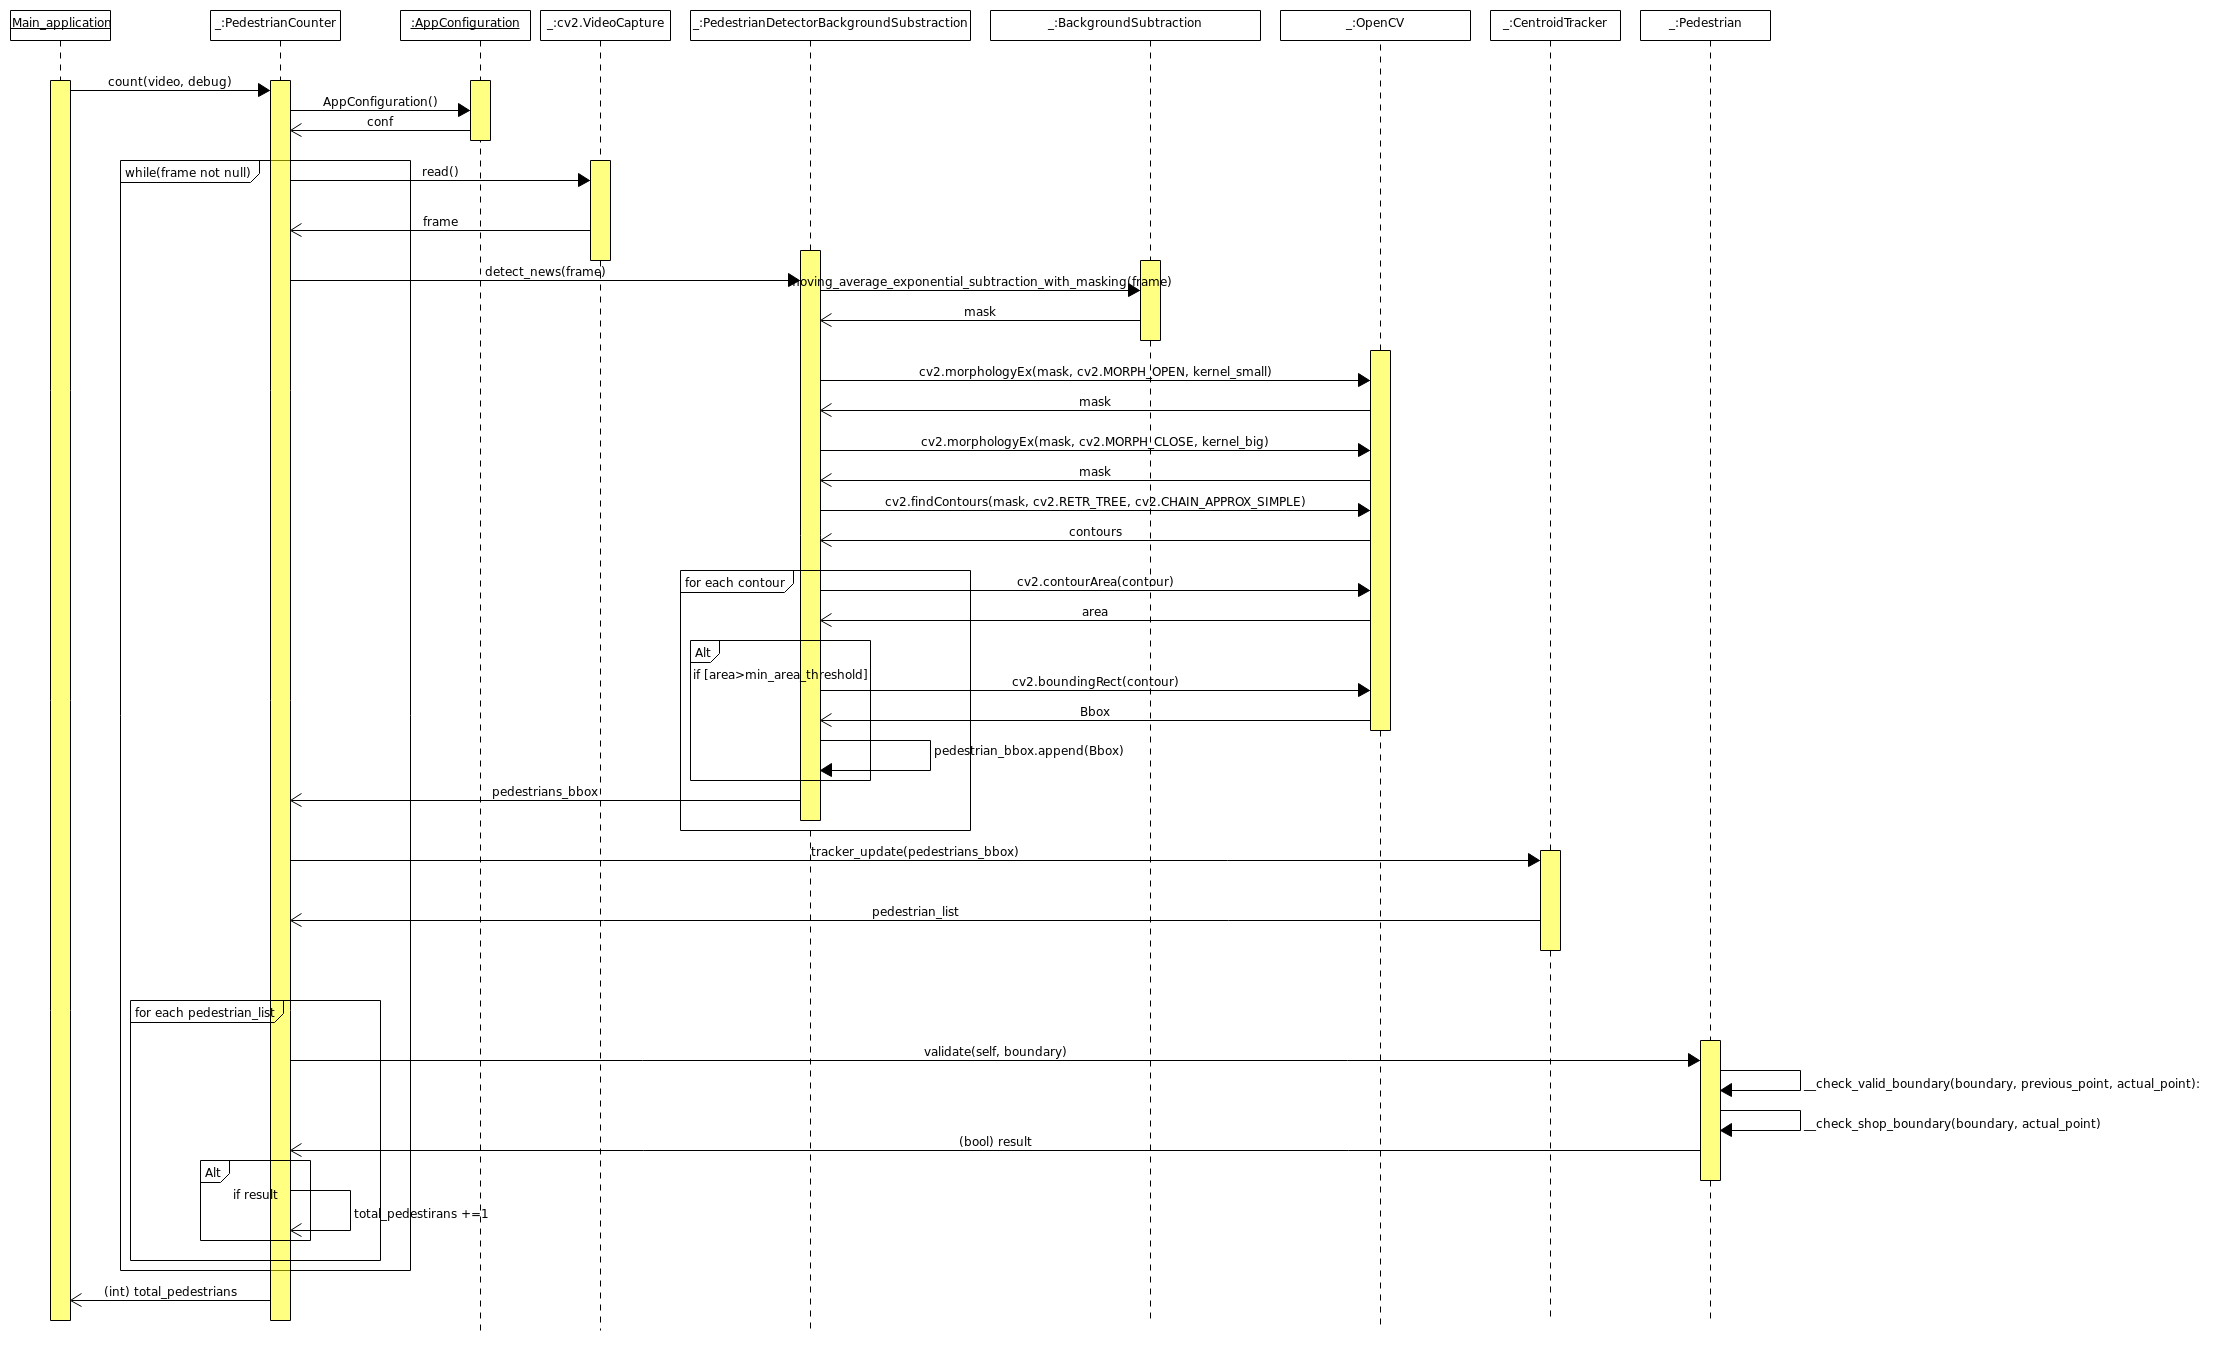 Main_application
_:PedestrianCounter
:AppConfiguration
_:cv2.VideoCapture
_:PedestrianDetectorBackgroundSubstraction
_:BackgroundSubtraction
_:OpenCV
_:CentroidTracker
_:Pedestrian
count(video, debug)
AppConfiguration()
conf
while(frame not null)
read()
frame
detect_news(frame)
moving_average_exponential_subtraction_with_masking(frame)
mask
cv2.morphologyEx(mask, cv2.MORPH_OPEN, kernel_small)
mask
cv2.morphologyEx(mask, cv2.MORPH_CLOSE, kernel_big)
mask
cv2.findContours(mask, cv2.RETR_TREE, cv2.CHAIN_APPROX_SIMPLE)
contours
for each contour
cv2.contourArea(contour)
area
Alt
if [area>min_area_threshold]
cv2.boundingRect(contour)
Bbox
pedestrian_bbox.append(Bbox)
pedestrians_bbox
tracker_update(pedestrians_bbox)
pedestrian_list
for each pedestrian_list
validate(self, boundary)
__check_valid_boundary(boundary, previous_point, actual_point):
__check_shop_boundary(boundary, actual_point)
(bool) result
Alt
if result
total_pedestirans +=1
(int) total_pedestrians